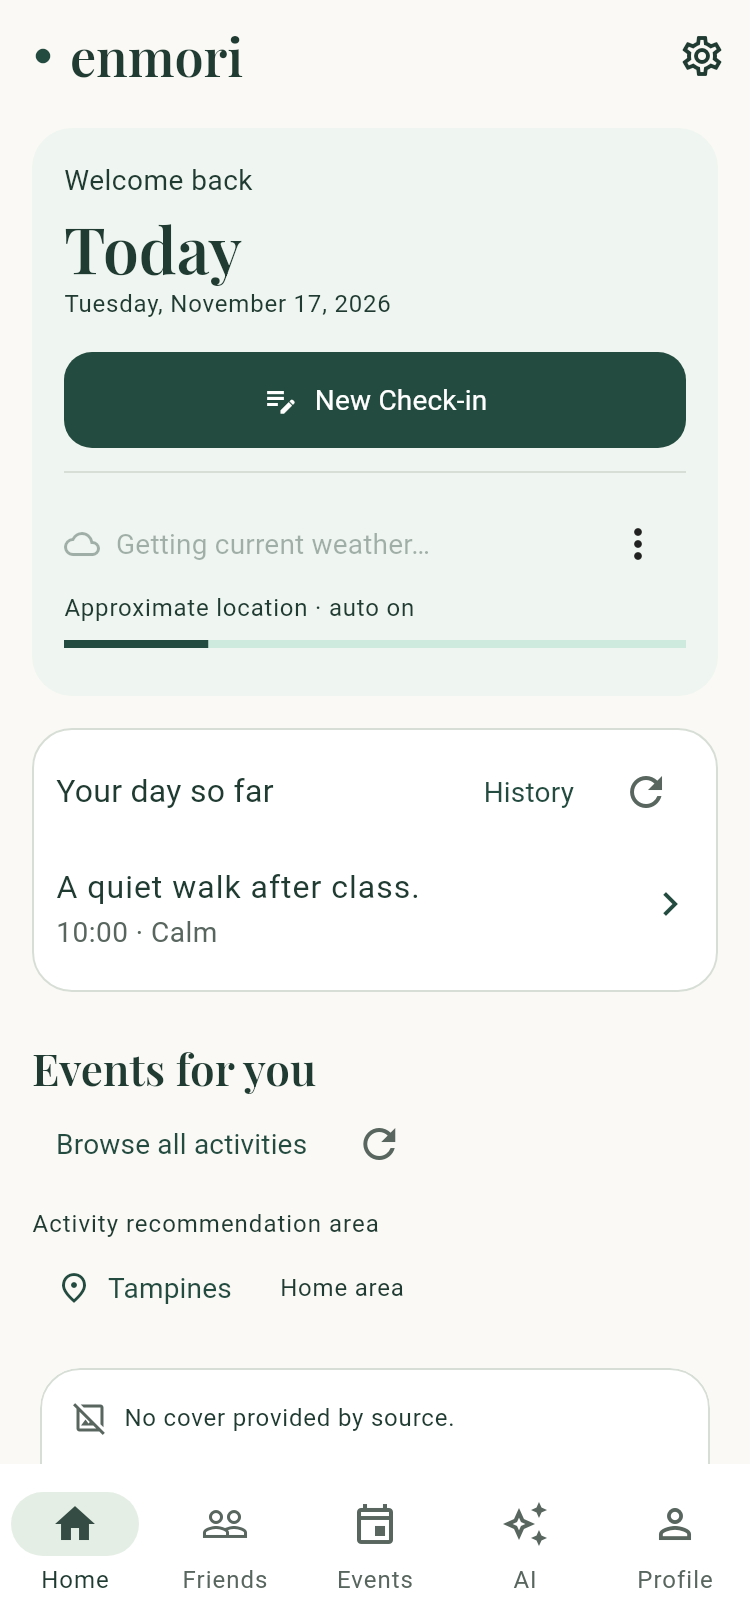 enmori
Welcome back
Today
Tuesday, November 17, 2026
New Check-in
Getting current weather…
Approximate location · auto on
Your day so far
History
A quiet walk after class.
10:00 · Calm
Events for you
Browse all activities
Activity recommendation area
Tampines
Home area
No cover provided by source.
Home
Friends
Events
AI
Profile